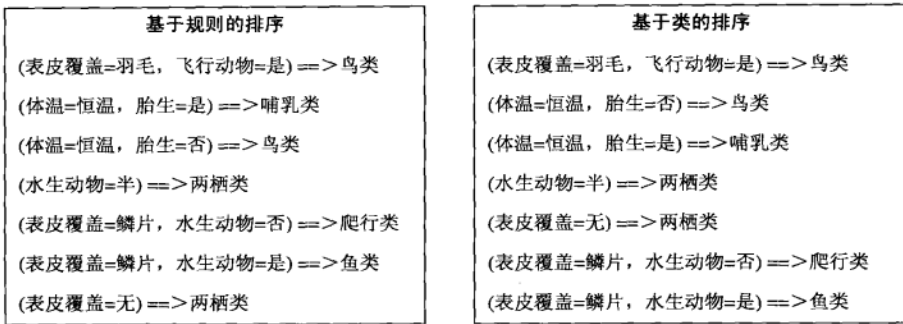 基于规则的排序
(表皮覆盖=羽毛，飞行动物=是)==>鸟类
(体温=恒温，胎生=是)==>哺乳类
(体温=恒温，胎生=否)==>鸟类
(水生动物=半)==>两栖类
(表皮覆盖=鳞片，水生动物=否)==>爬行类
(表皮覆盖=鳞片，水生动物=是)==>鱼类
(表皮覆盖=无)==>两栖类
基于类的排序
(表皮覆盖=羽毛，飞行动物=是)==>鸟类
(体温=恒温，胎生=否)==>鸟类
(体温=恒温，胎生=是)==>哺乳类
(水生动物=半)==>两栖类
(表皮覆盖=无)==>两栖类
(表皮覆盖=鳞片，水生动物=否)==>爬行类
(表皮覆盖=鳞片，水生动物=是)==>鱼类